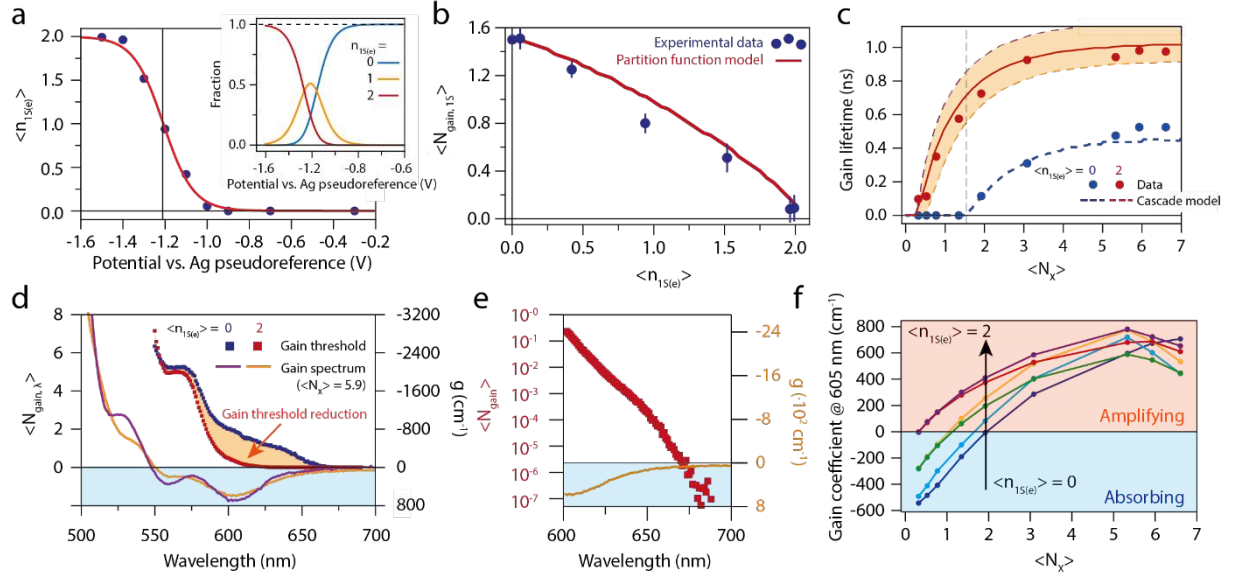 a
<n1S(e)>
2.0
1.5
1.0
0.5
0.0
-1.6 -1.4 -1.2 -1.0 -0.8 -0.6 -0.4 -0.2
Potential vs. Ag pseudoreference (V)
Fraction
1.0
0.5
0.0
n1S(e) =
0
1
2
-1.6 -1.2 -0.8 -0.6
Potential vs. Ag pseudoreference (V)
b
<Ngain, 1S>
1.6
1.2
0.8
0.4
0.0
Experimental data
Partition function model
0.0 0.5 1.0 1.5 2.0
<n1S(e)>
c
Gain lifetime (ns)
1.0
0.8
0.6
0.4
0.2
0.0
<n1S(e)> = 0 2
Data
Cascade model
0 1 2 3 4 5 6 7
<NX>
d
<Ngain, λ>
8
6
4
2
0
<n1S(e)> = 0 2
Gain threshold
Gain spectrum
(<NX> = 5.9)
Gain threshold reduction
-3200
-2400
-1600
-800
0
800
g (cm-1)
500 550 600 650 700
Wavelength (nm)
e
<Ngain>
10-0
10-1
10-2
10-3
10-4
10-5
10-6
10-7
-24
-16
-8
0
8
g (·102 cm-1)
600 650 700
Wavelength (nm)
f
Gain coefficient @ 605 nm (cm-1)
800
600
400
200
0
-200
-400
-600
<n1S(e)> = 2
Amplifying
<n1S(e)> = 0
Absorbing
0 1 2 3 4 5 6 7
<NX>